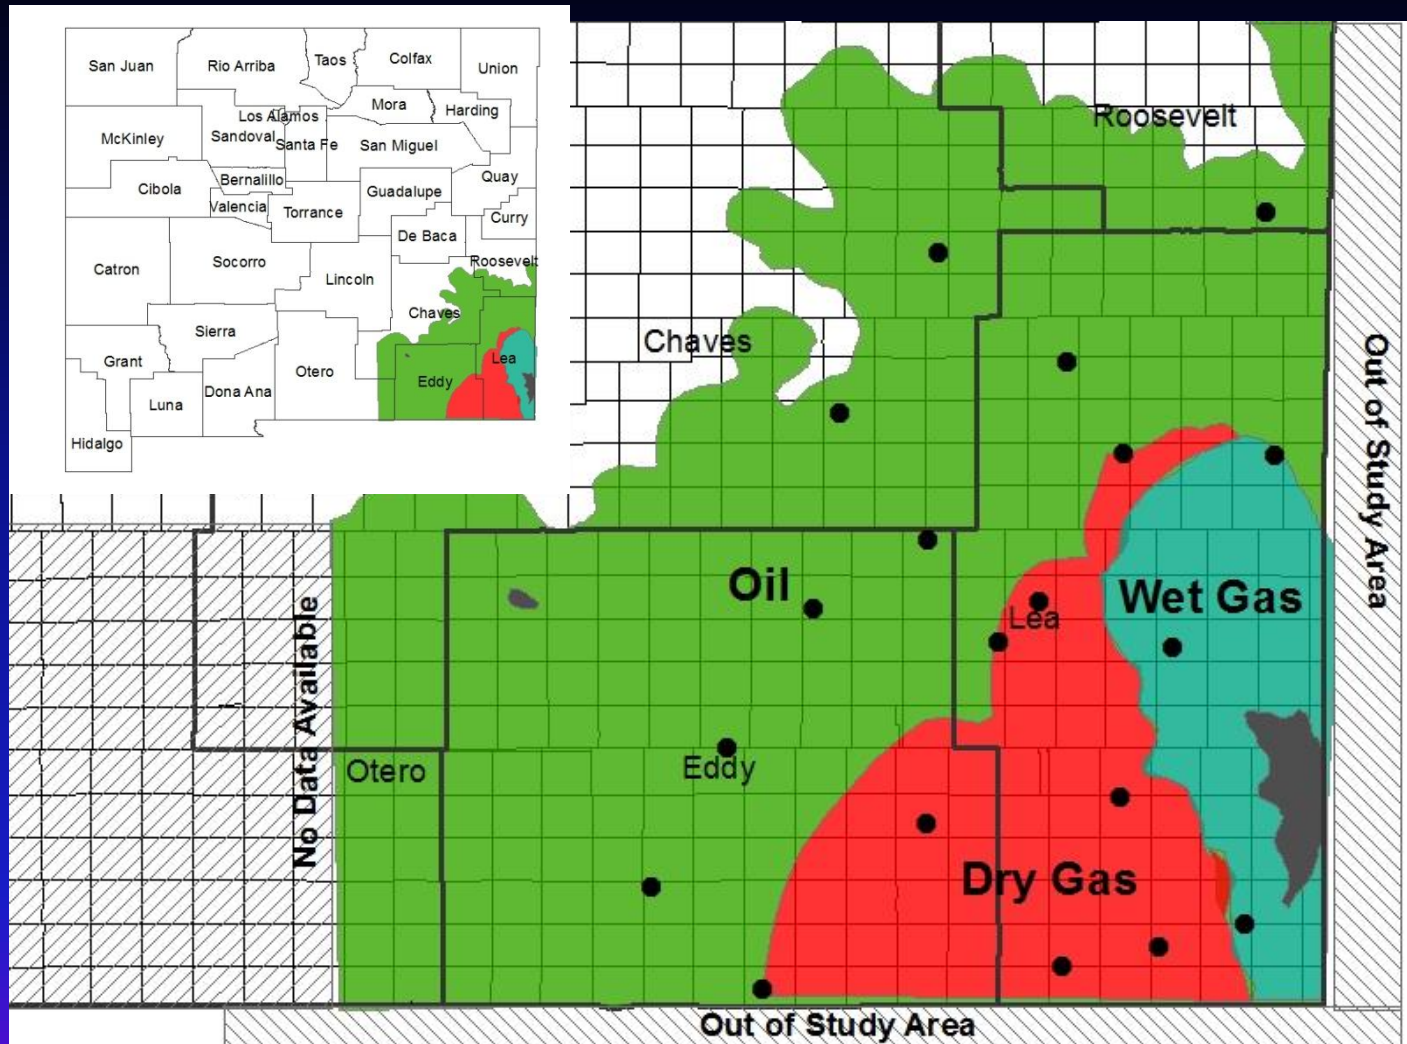 San Juan
Rio Arriba
Taos
Colfax
Union
Mora
Harding
Los Alamos
McKinley
Sandoval
Santa Fe
San Miguel
Bernalillo
Quay
Cibola
Guadalupe
Valencia
Torrance
Curry
De Baca
Catron
Socorro
Lincoln
Roosevelt
Chaves
Sierra
Grant
Lea
Otero
Eddy
Dona Ana
Luna
Hidalgo
Roosevelt
Chaves
Out of Study Area
Oil
Wet Gas
Lea
No Data Available
Otero
Eddy
Dry Gas
Out of Study Area